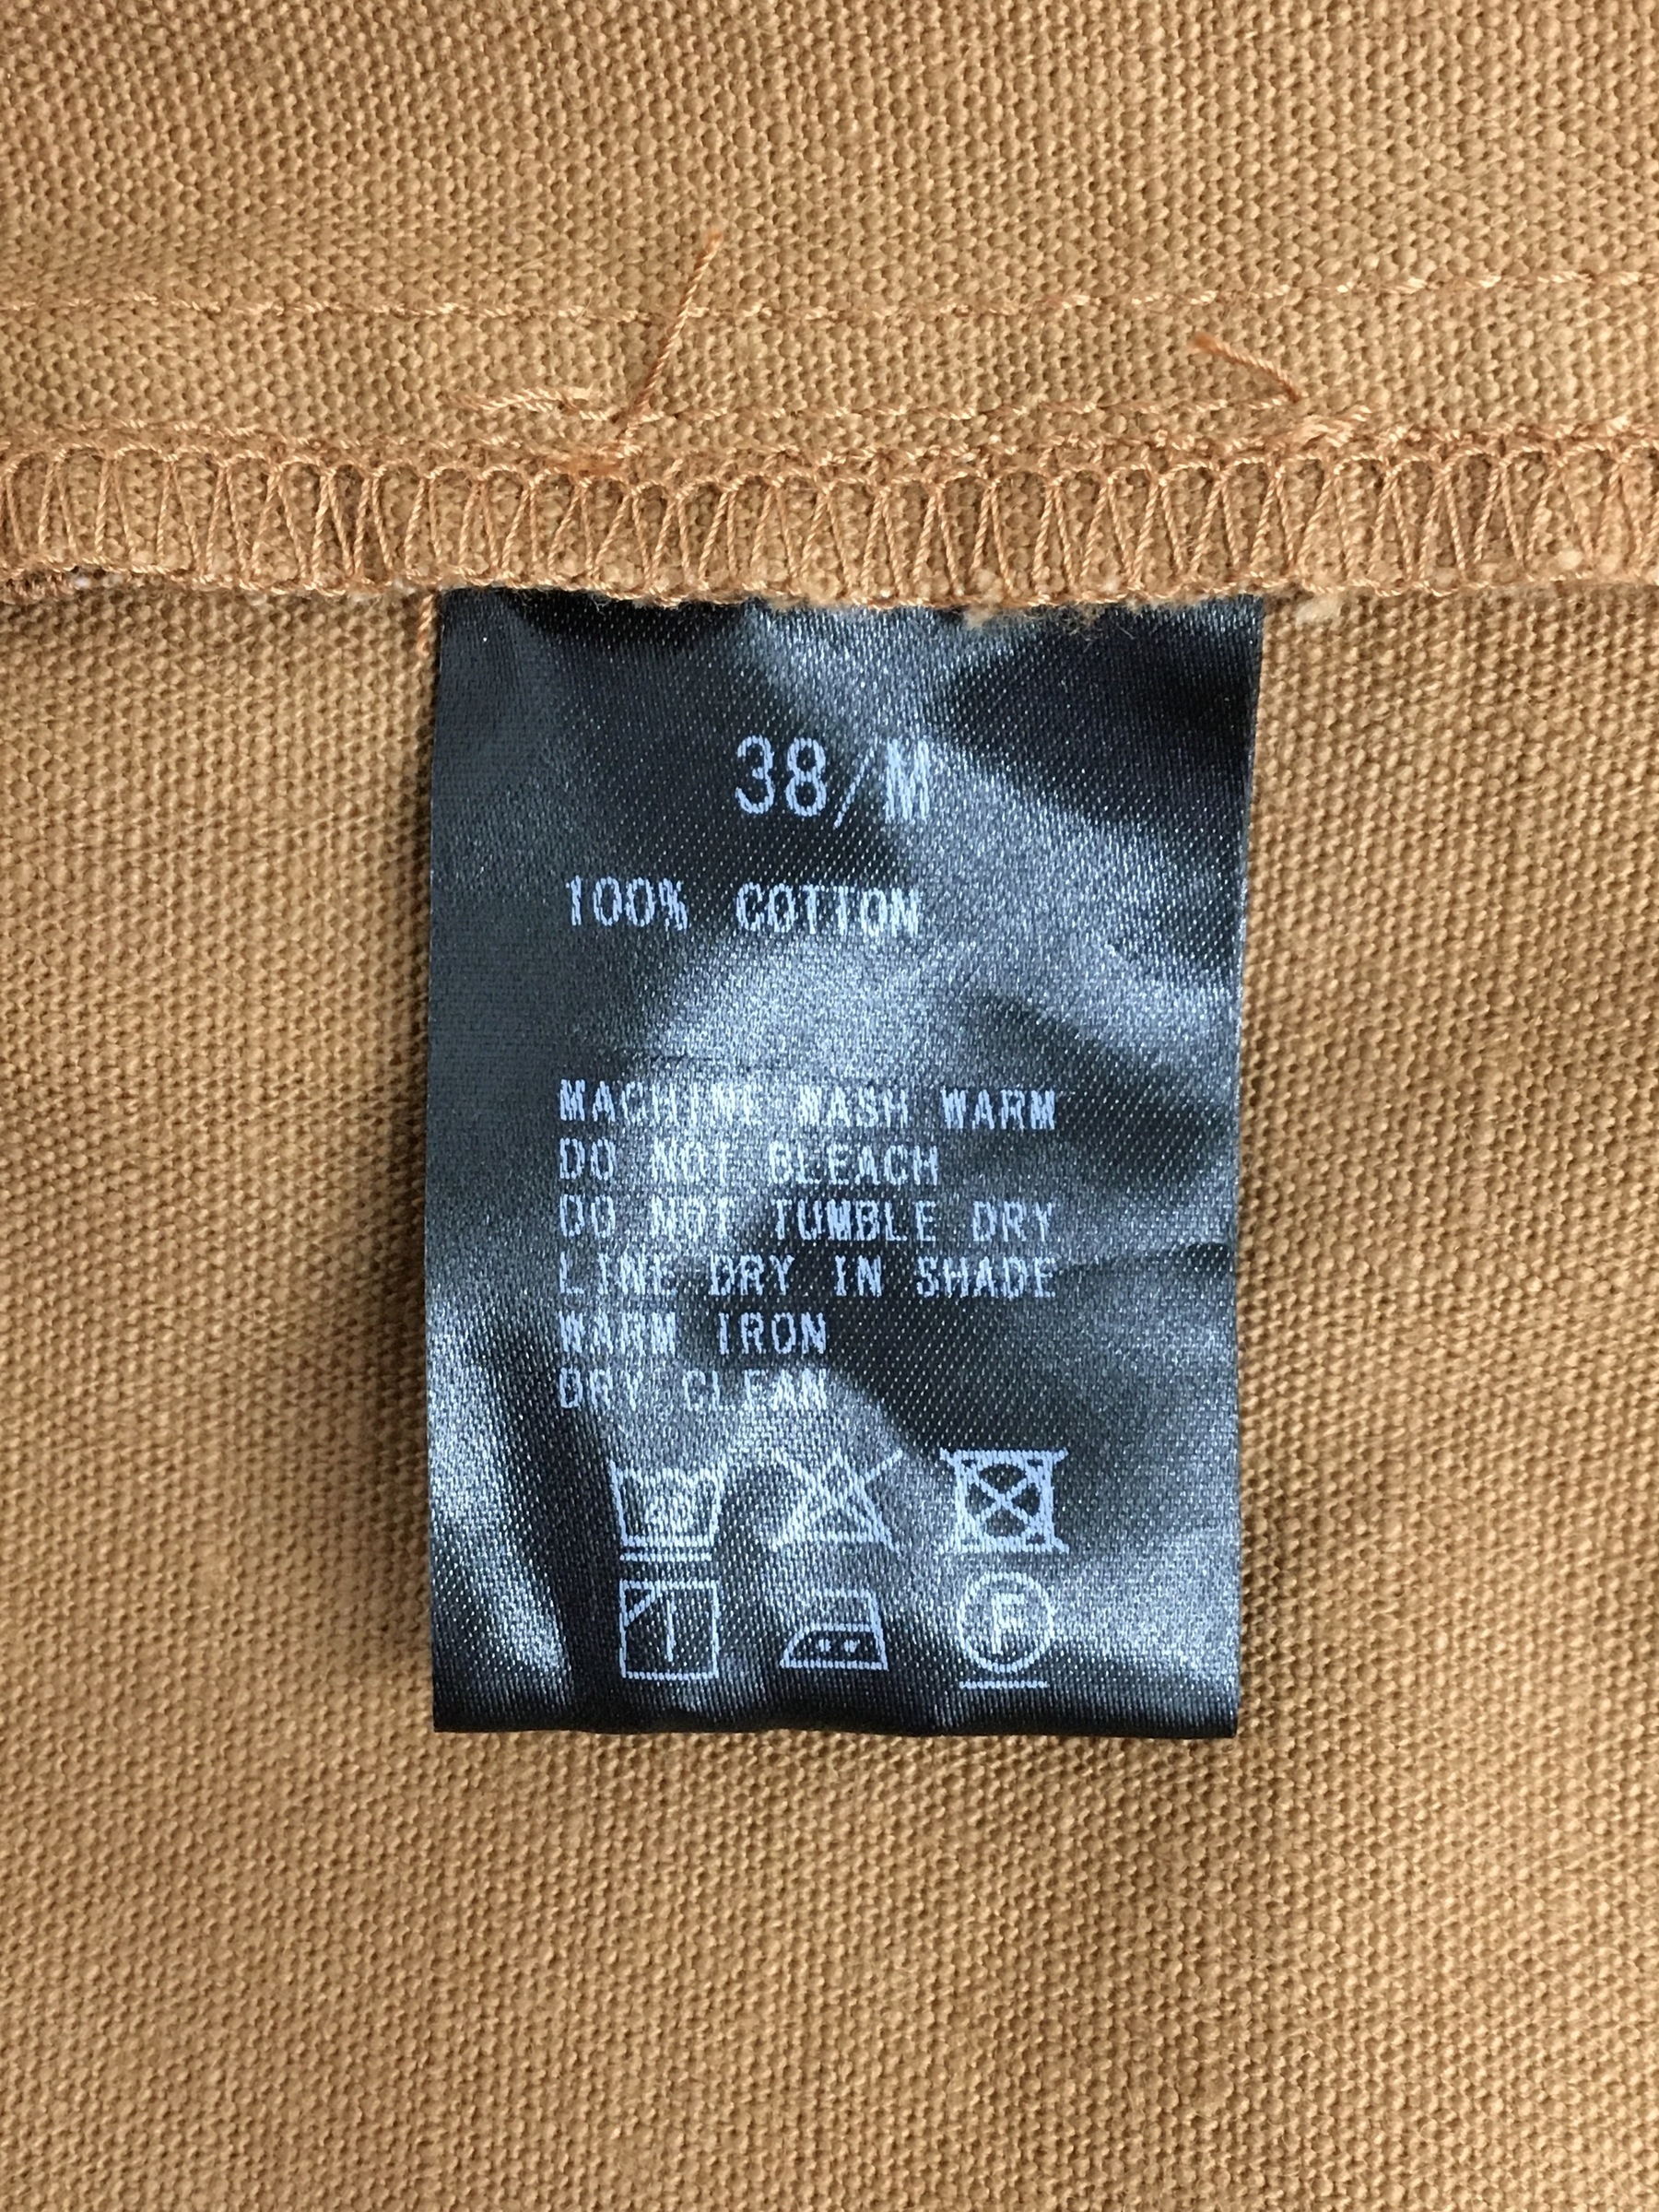 38/M
100% COTTON
MACHINE WASH WARM
DO NOT BLEACH
DO NOT TUMBLE DRY
LINE DRY IN SHADE
WARM IRON
DRY CLEAN
F